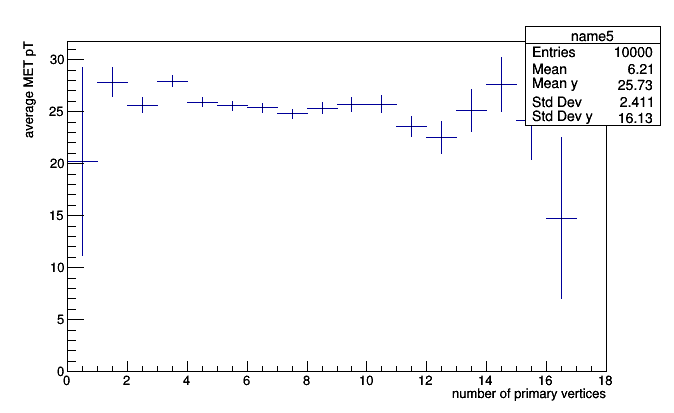 name5
Entries 10000
Mean 6.21
Mean y 25.73
Std Dev 2.411
Std Dev y 16.13
average MET pT
30
25
20
15
10
5
0
0 2 4 6 8 10 12 14 16 18
number of primary vertices